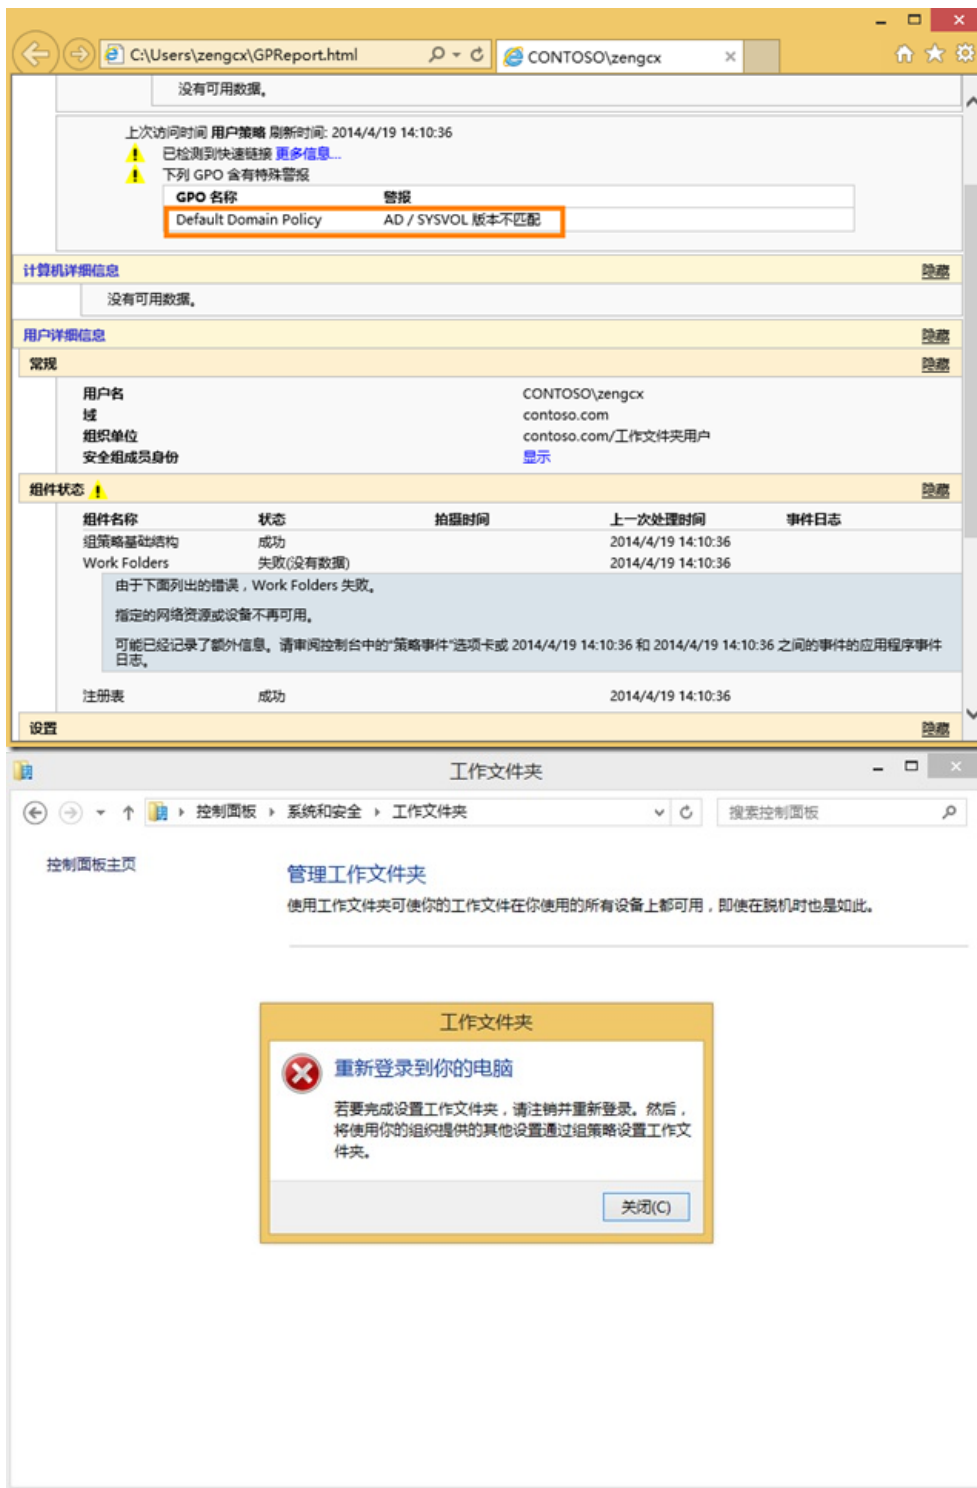 C:\Users\zengcx\GPReport.html
CONTOSO\zengcx
没有可用数据。
上次访问时间 用户策略 刷新时间: 2014/4/19 14:10:36
已检测到快速链接 更多信息...
下列 GPO 含有特殊警报
GPO 名称 警报
Default Domain Policy AD / SYSVOL 版本不匹配
计算机详细信息 隐藏
没有可用数据。
用户详细信息 隐藏
常规 隐藏
用户名 CONTOSO\zengcx
域 contoso.com
组织单位 contoso.com/工作文件夹用户
安全组成员身份 显示
组件状态 隐藏
组件名称 状态 拍摄时间 上一次处理时间 事件日志
组策略基础结构 成功 2014/4/19 14:10:36
Work Folders 失败(没有数据) 2014/4/19 14:10:36
由于下面列出的错误，Work Folders 失败。
指定的网络资源或设备不再可用。
可能已经记录了额外信息。请审阅控制台中的“策略事件”选项卡或 2014/4/19 14:10:36 和 2014/4/19 14:10:36 之间的事件的应用程序事件
日志。
注册表 成功 2014/4/19 14:10:36
设置 隐藏
工作文件夹
控制面板 系统和安全 工作文件夹
搜索控制面板
控制面板主页
管理工作文件夹
使用工作文件夹可使你的工作文件在你使用的所有设备上都可用，即使在脱机时也是如此。
工作文件夹
重新登录到你的电脑
若要完成设置工作文件夹，请注销并重新登录。然后，
将使用你的组织提供的其他设置通过组策略设置工作文
件夹。
关闭(C)